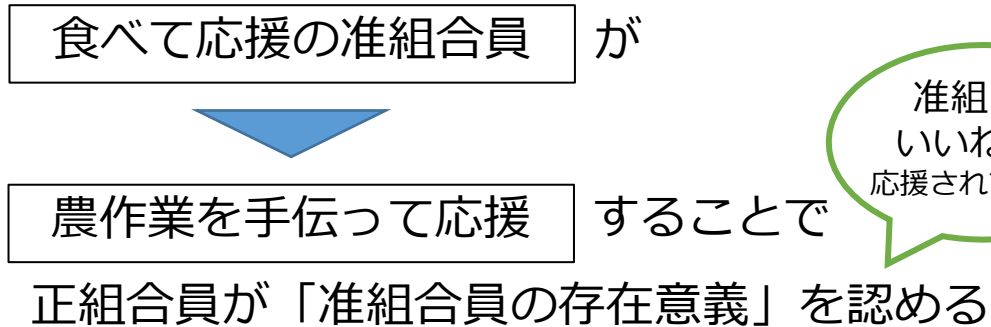 食べて応援の准組合員 が
准組
いいね
応援され
農作業を手伝って応援 することで
正組合員が「准組合員の存在意義」を認める